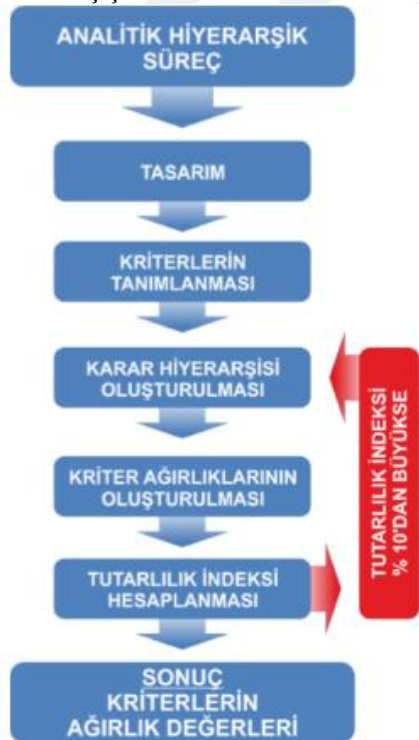 ANALİTİK HİYERARŞİK
SÜREÇ
TASARIM
KRİTERLERİN
TANIMLANMASI
KARAR HİYERARŞİSİ
OLUŞTURULMASI
KRİTER AĞIRLIKLARININ
OLUŞTURULMASI
TUTARLILIK İNDEKSİ
HESAPLANMASI
TUTARLILIK İNDEKSİ
% 10'DAN BÜYÜKSE
SONUÇ
KRİTERLERİN
AĞIRLIK DEĞERLERİ